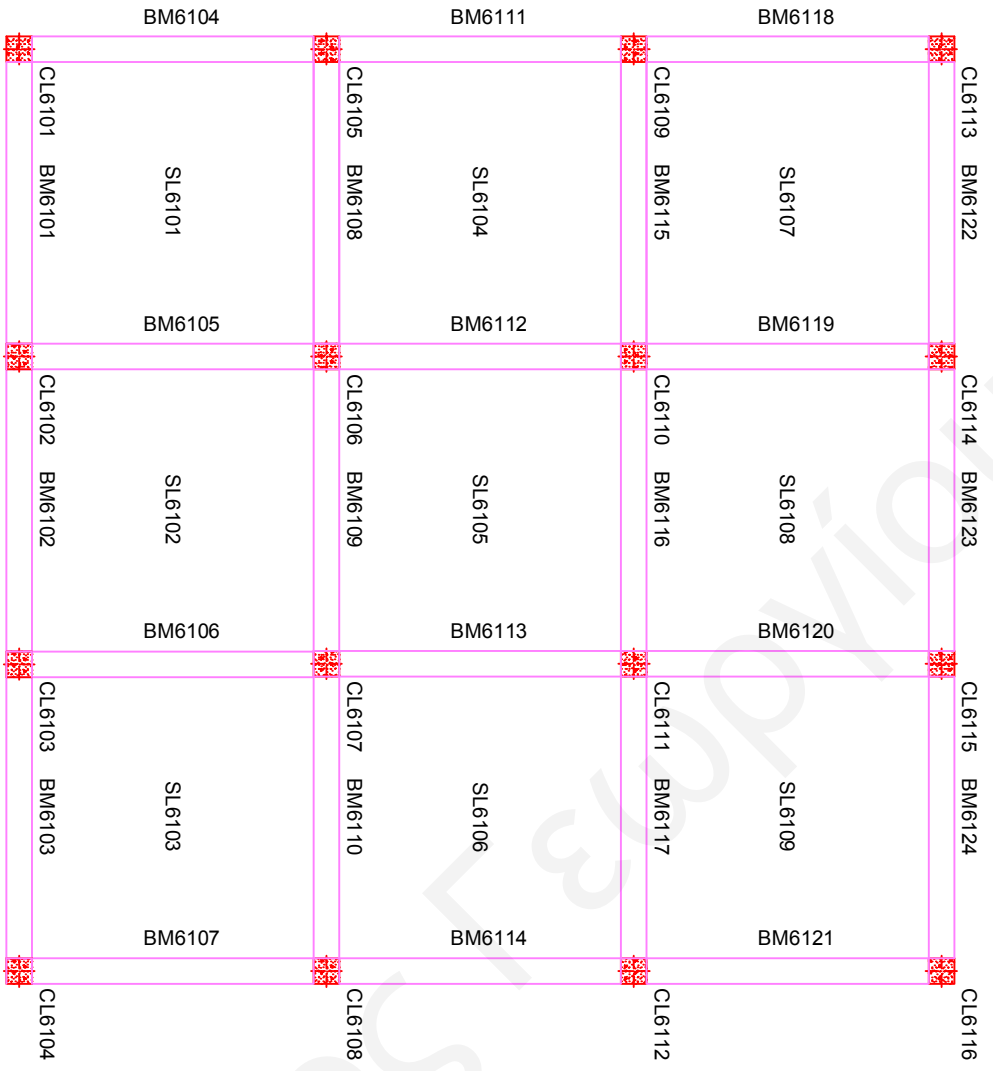 BM6104 BM6111 BM6118
CL6101 CL6105 CL6109 CL6113
BM6101 SL6101 BM6108 SL6104 BM6115 SL6107 BM6122
BM6105 BM6112 BM6119
CL6102 CL6106 CL6110 CL6114
BM6102 SL6102 BM6109 SL6105 BM6116 SL6108 BM6123
BM6106 BM6113 BM6120
CL6103 CL6107 CL6111 CL6115
BM6103 SL6103 BM6110 SL6106 BM6117 SL6109 BM6124
BM6107 BM6114 BM6121
CL6104 CL6108 CL6112 CL6116
ς Γεωργίου